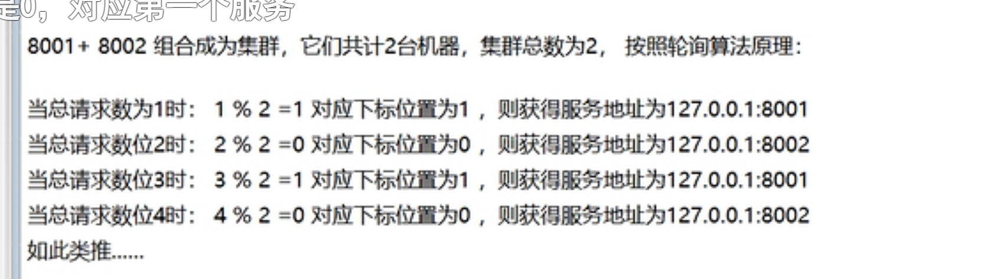 是0，对应第一个服务
8001+ 8002 组合成为集群，它们共计2台机器，集群总数为2， 按照轮询算法原理：
当总请求数为1时： 1 % 2 =1 对应下标位置为1 ，则获得服务地址为127.0.0.1:8001
当总请求数位2时： 2 % 2 =0 对应下标位置为0 ，则获得服务地址为127.0.0.1:8002
当总请求数位3时： 3 % 2 =1 对应下标位置为1 ，则获得服务地址为127.0.0.1:8001
当总请求数位4时： 4 % 2 =0 对应下标位置为0 ，则获得服务地址为127.0.0.1:8002
如此类推......